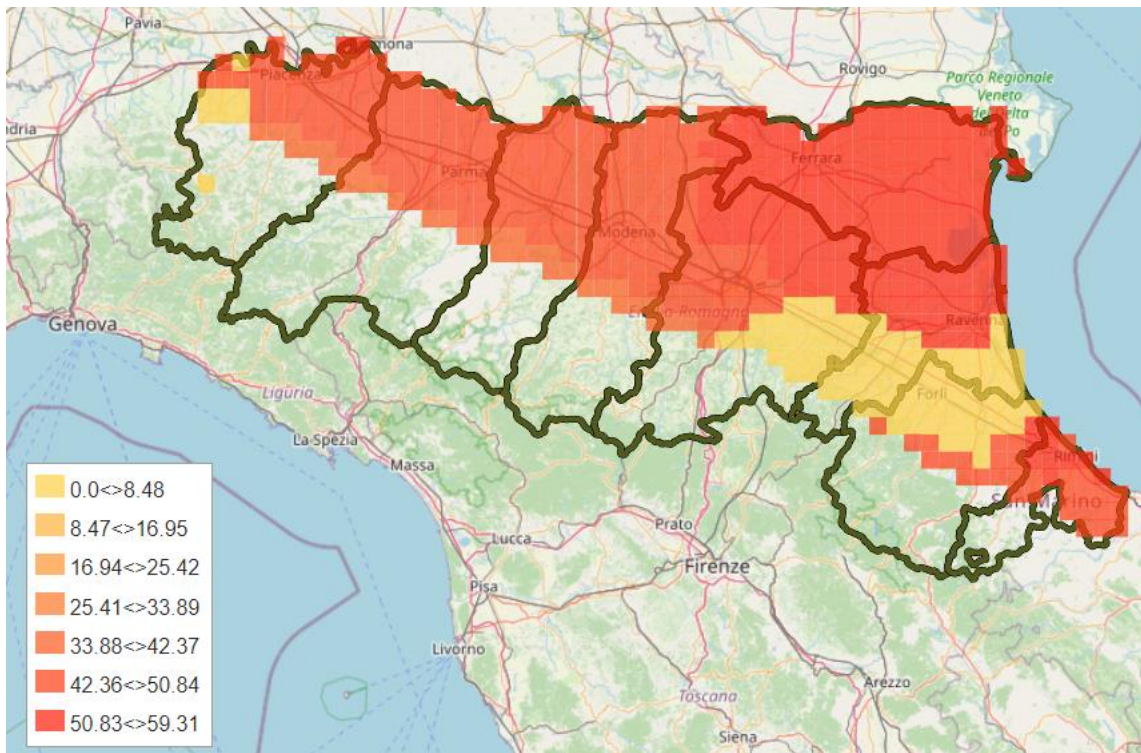 Pavia
Cremona
Piacenza
Rovigo
Parco Regionale
Veneto
del Delta
del Po
Ferrara
Parma
Modena
Emilia-Romagna
Genova
Ravenna
Forlì
Liguria
La Spezia
Massa
Rimini
San Marino
Prato
Lucca
Firenze
Pisa
Livorno
Arezzo
Toscana
Siena
0.0<>8.48
8.47<>16.95
16.94<>25.42
25.41<>33.89
33.88<>42.37
42.36<>50.84
50.83<>59.31